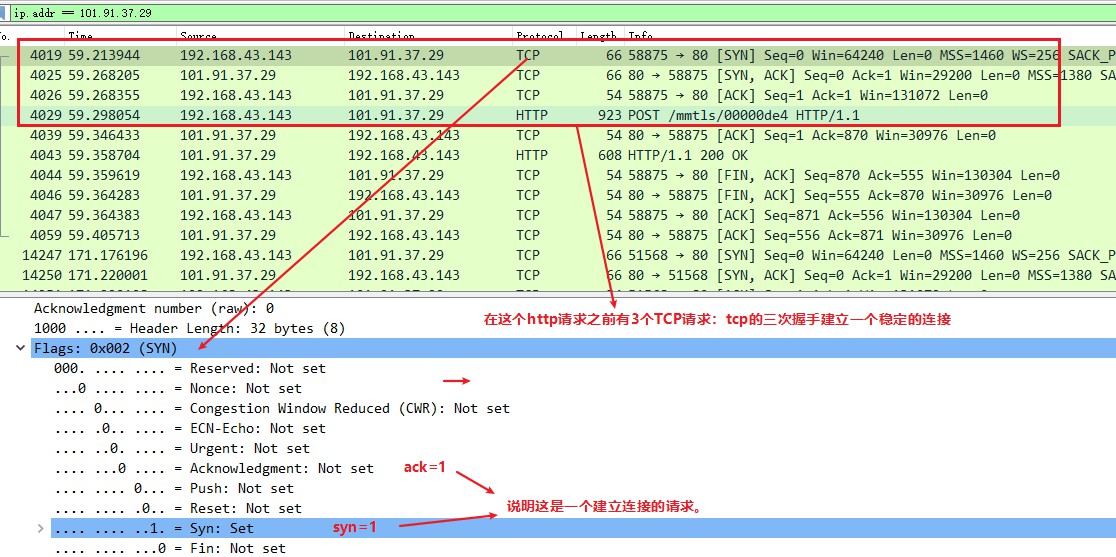 ip.addr == 101.91.37.29
No. Time Source Destination Protocol Length Info
4019 59.213944 192.168.43.143 101.91.37.29 TCP 66 58875 → 80 [SYN] Seq=0 Win=64240 Len=0 MSS=1460 WS=256 SACK_P
4025 59.268205 101.91.37.29 192.168.43.143 TCP 66 80 → 58875 [SYN, ACK] Seq=0 Ack=1 Win=29200 Len=0 MSS=1380 SA
4026 59.268355 192.168.43.143 101.91.37.29 TCP 54 58875 → 80 [ACK] Seq=1 Ack=1 Win=131072 Len=0
4029 59.298054 192.168.43.143 101.91.37.29 HTTP 923 POST /mmtls/00000de4 HTTP/1.1
4039 59.346433 101.91.37.29 192.168.43.143 TCP 54 80 → 58875 [ACK] Seq=1 Ack=870 Win=30976 Len=0
4043 59.358704 101.91.37.29 192.168.43.143 HTTP 608 HTTP/1.1 200 OK
4044 59.359619 192.168.43.143 101.91.37.29 TCP 54 58875 → 80 [FIN, ACK] Seq=870 Ack=555 Win=130304 Len=0
4046 59.364283 101.91.37.29 192.168.43.143 TCP 54 80 → 58875 [FIN, ACK] Seq=555 Ack=870 Win=30976 Len=0
4047 59.364383 192.168.43.143 101.91.37.29 TCP 54 58875 → 80 [ACK] Seq=871 Ack=556 Win=130304 Len=0
4059 59.405713 101.91.37.29 192.168.43.143 TCP 54 80 → 58875 [ACK] Seq=556 Ack=871 Win=30976 Len=0
14247 171.176196 192.168.43.143 101.91.37.29 TCP 66 51568 → 80 [SYN] Seq=0 Win=64240 Len=0 MSS=1460 WS=256 SACK_P
14250 171.220001 101.91.37.29 192.168.43.143 TCP 66 80 → 51568 [SYN, ACK] Seq=0 Ack=1 Win=29200 Len=0 MSS=1380 SA
Acknowledgment number (raw): 0
在这个http请求之前有3个TCP请求：tcp的三次握手建立一个稳定的连接
1000 .... = Header Length: 32 bytes (8)
Flags: 0x002 (SYN)
000. .... .... = Reserved: Not set
...0 .... .... = Nonce: Not set
.... 0... .... = Congestion Window Reduced (CWR): Not set
.... .0.. .... = ECN-Echo: Not set
.... ..0. .... = Urgent: Not set
.... ...0 .... = Acknowledgment: Not set ack=1
.... .... 0... = Push: Not set
.... .... .0.. = Reset: Not set
说明这是一个建立连接的请求。
.... .... ..1. = Syn: Set syn=1
.... .... ...0 = Fin: Not set